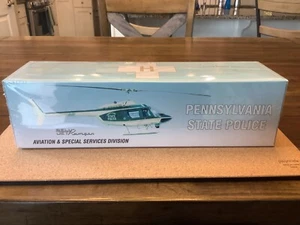 H
PENNSYLVANIA
STATE POLICE
AVIATION & SPECIAL SERVICES DIVISION